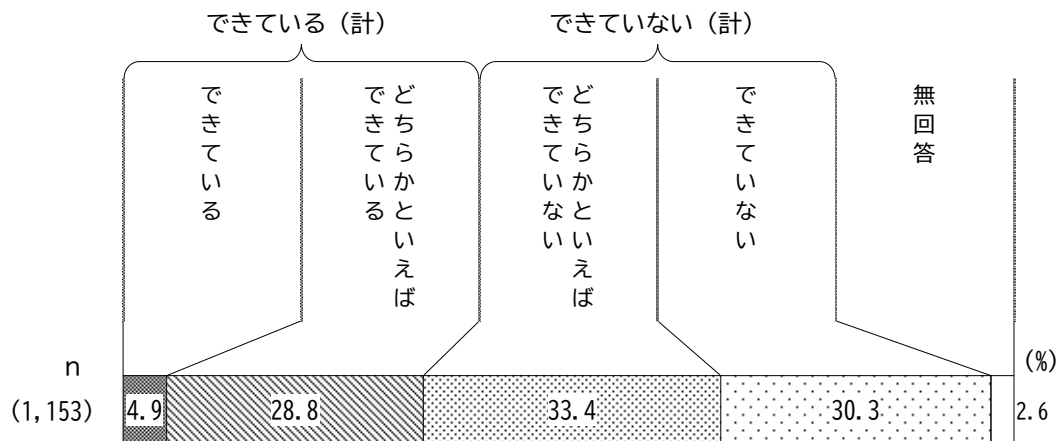 できている（計）
できていない（計）
できている
どちらかといえば
できている
どちらかといえば
できていない
できていない
無回答
n
(%)
(1,153)
4.9
28.8
33.4
30.3
2.6